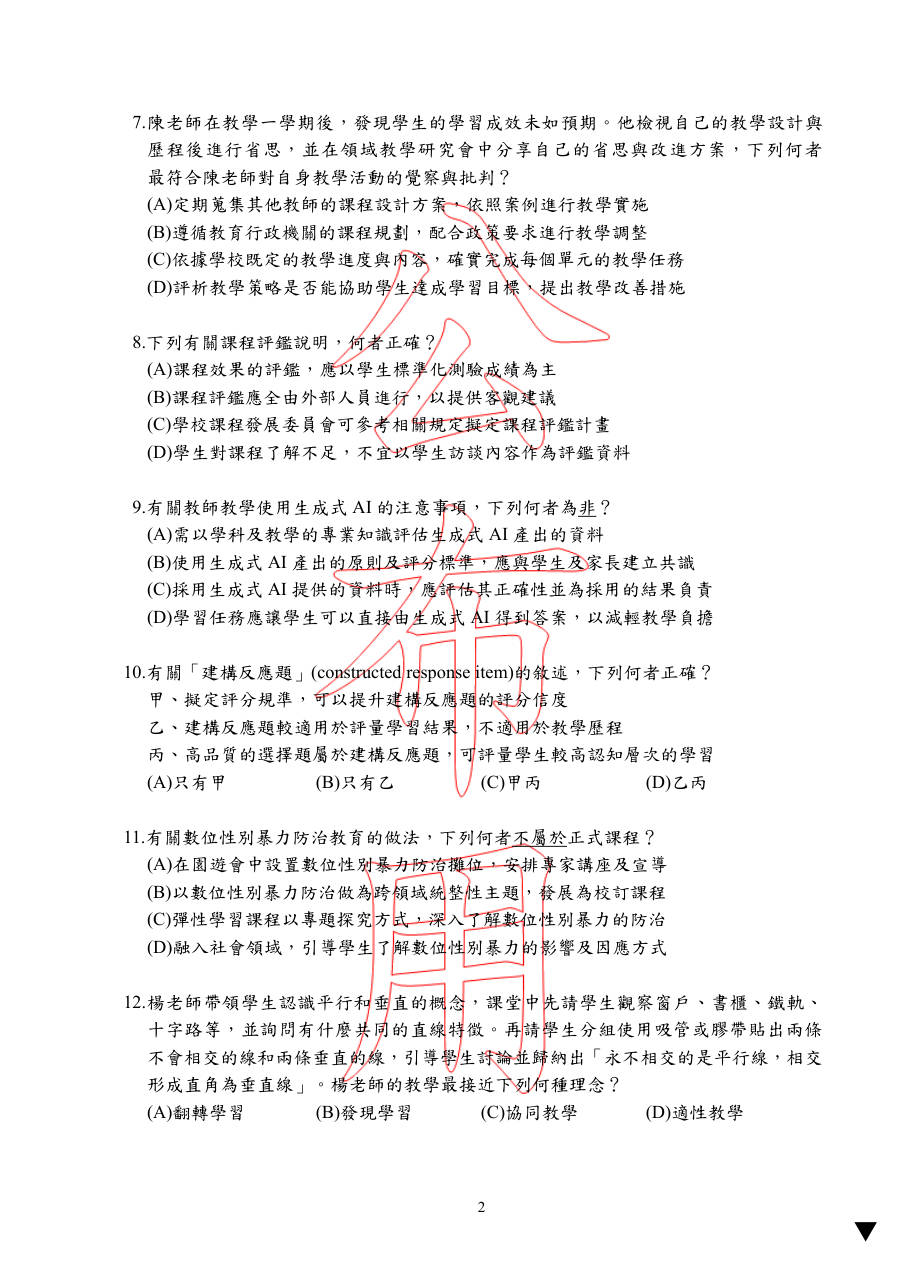 7.陳老師在教學一學期後，發現學生的學習成效未如預期。他檢視自己的教學設計與
歷程後進行省思，並在領域教學研究會中分享自己的省思與改進方案，下列何者
最符合陳老師對自身教學活動的覺察與批判？
(A)定期蒐集其他教師的課程設計方案，依照案例進行教學實施
(B)遵循教育行政機關的課程規劃，配合政策要求進行教學調整
(C)依據學校既定的教學進度與內容，確實完成每個單元的教學任務
(D)評析教學策略是否能協助學生達成學習目標，提出教學改善措施
8.下列有關課程評鑑說明，何者正確？
(A)課程效果的評鑑，應以學生標準化測驗成績為主
(B)課程評鑑應全由外部人員進行，以提供客觀建議
(C)學校課程發展委員會可參考相關規定擬定課程評鑑計畫
(D)學生對課程了解不足，不宜以學生訪談內容作為評鑑資料
9.有關教師教學使用生成式 AI 的注意事項，下列何者為非？
(A)需以學科及教學的專業知識評估生成式 AI 產出的資料
(B)使用生成式 AI 產出的原則及評分標準，應與學生及家長建立共識
(C)採用生成式 AI 提供的資料時，應評估其正確性並為採用的結果負責
(D)學習任務應讓學生可以直接由生成式 AI 得到答案，以減輕教學負擔
10.有關「建構反應題」(constructed response item)的敘述，下列何者正確？
甲、擬定評分規準，可以提升建構反應題的評分信度
乙、建構反應題較適用於評量學習結果，不適用於教學歷程
丙、高品質的選擇題屬於建構反應題，可評量學生較高認知層次的學習
(A)只有甲 (B)只有乙 (C)甲丙 (D)乙丙
11.有關數位性別暴力防治教育的做法，下列何者不屬於正式課程？
(A)在園遊會中設置數位性別暴力防治攤位，安排專家講座及宣導
(B)以數位性別暴力防治做為跨領域統整性主題，發展為校訂課程
(C)彈性學習課程以專題探究方式，深入了解數位性別暴力的防治
(D)融入社會領域，引導學生了解數位性別暴力的影響及因應方式
12.楊老師帶領學生認識平行和垂直的概念，課堂中先請學生觀察窗戶、書櫃、鐵軌、
十字路等，並詢問有什麼共同的直線特徵。再請學生分組使用吸管或膠帶貼出兩條
不會相交的線和兩條垂直的線，引導學生討論並歸納出「永不相交的是平行線，相交
形成直角為垂直線」。楊老師的教學最接近下列何種理念？
(A)翻轉學習 (B)發現學習 (C)協同教學 (D)適性教學
2
公布用